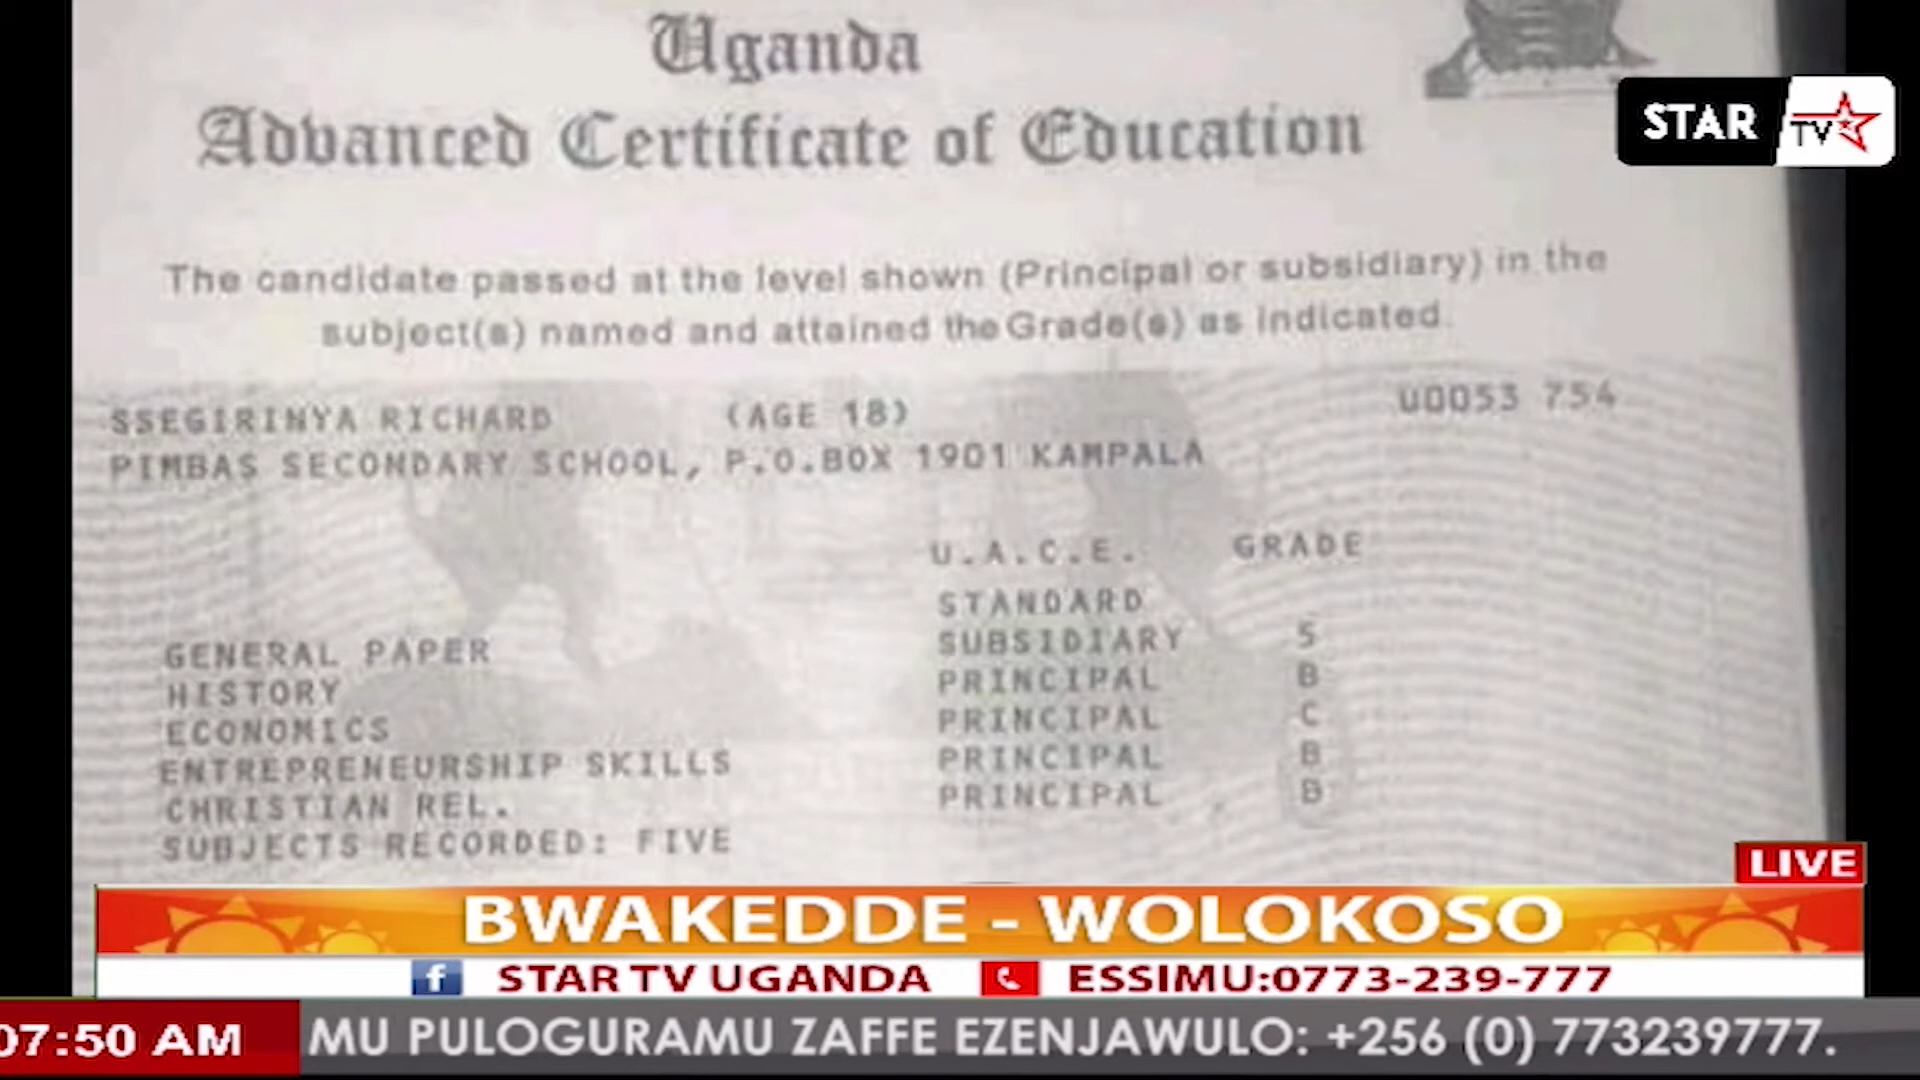 Uganda
Advanced Certificate of Education
STAR TV
The candidate passed at the level shown (Principal or subsidiary) in the
subject(s) named and attained the Grade(s) as indicated.
SSEGIRINYA RICHARD (AGE 18) U0053 754
PIMBAS SECONDARY SCHOOL, P.O.BOX 1901 KAMPALA
U.A.C.E. GRADE
STANDARD
GENERAL PAPER SUBSIDIARY 5
HISTORY PRINCIPAL B
ECONOMICS PRINCIPAL C
ENTREPRENEURSHIP SKILLS PRINCIPAL B
CHRISTIAN REL. PRINCIPAL B
SUBJECTS RECORDED: FIVE
LIVE
BWAKEDDE - WOLOKOSO
f STAR TV UGANDA ESSIMU:0773-239-777
07:50 AM MU PULOGURAMU ZAFFE EZENJAWULO: +256 (0) 773239777.